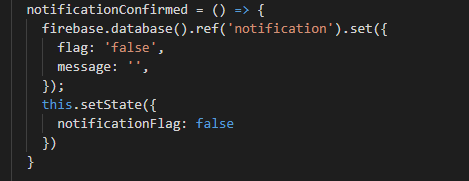 notificationConfirmed = () => {
firebase.database().ref('notification').set({
flag: 'false',
message: '',
});
this.setState({
notificationFlag: false
})
}